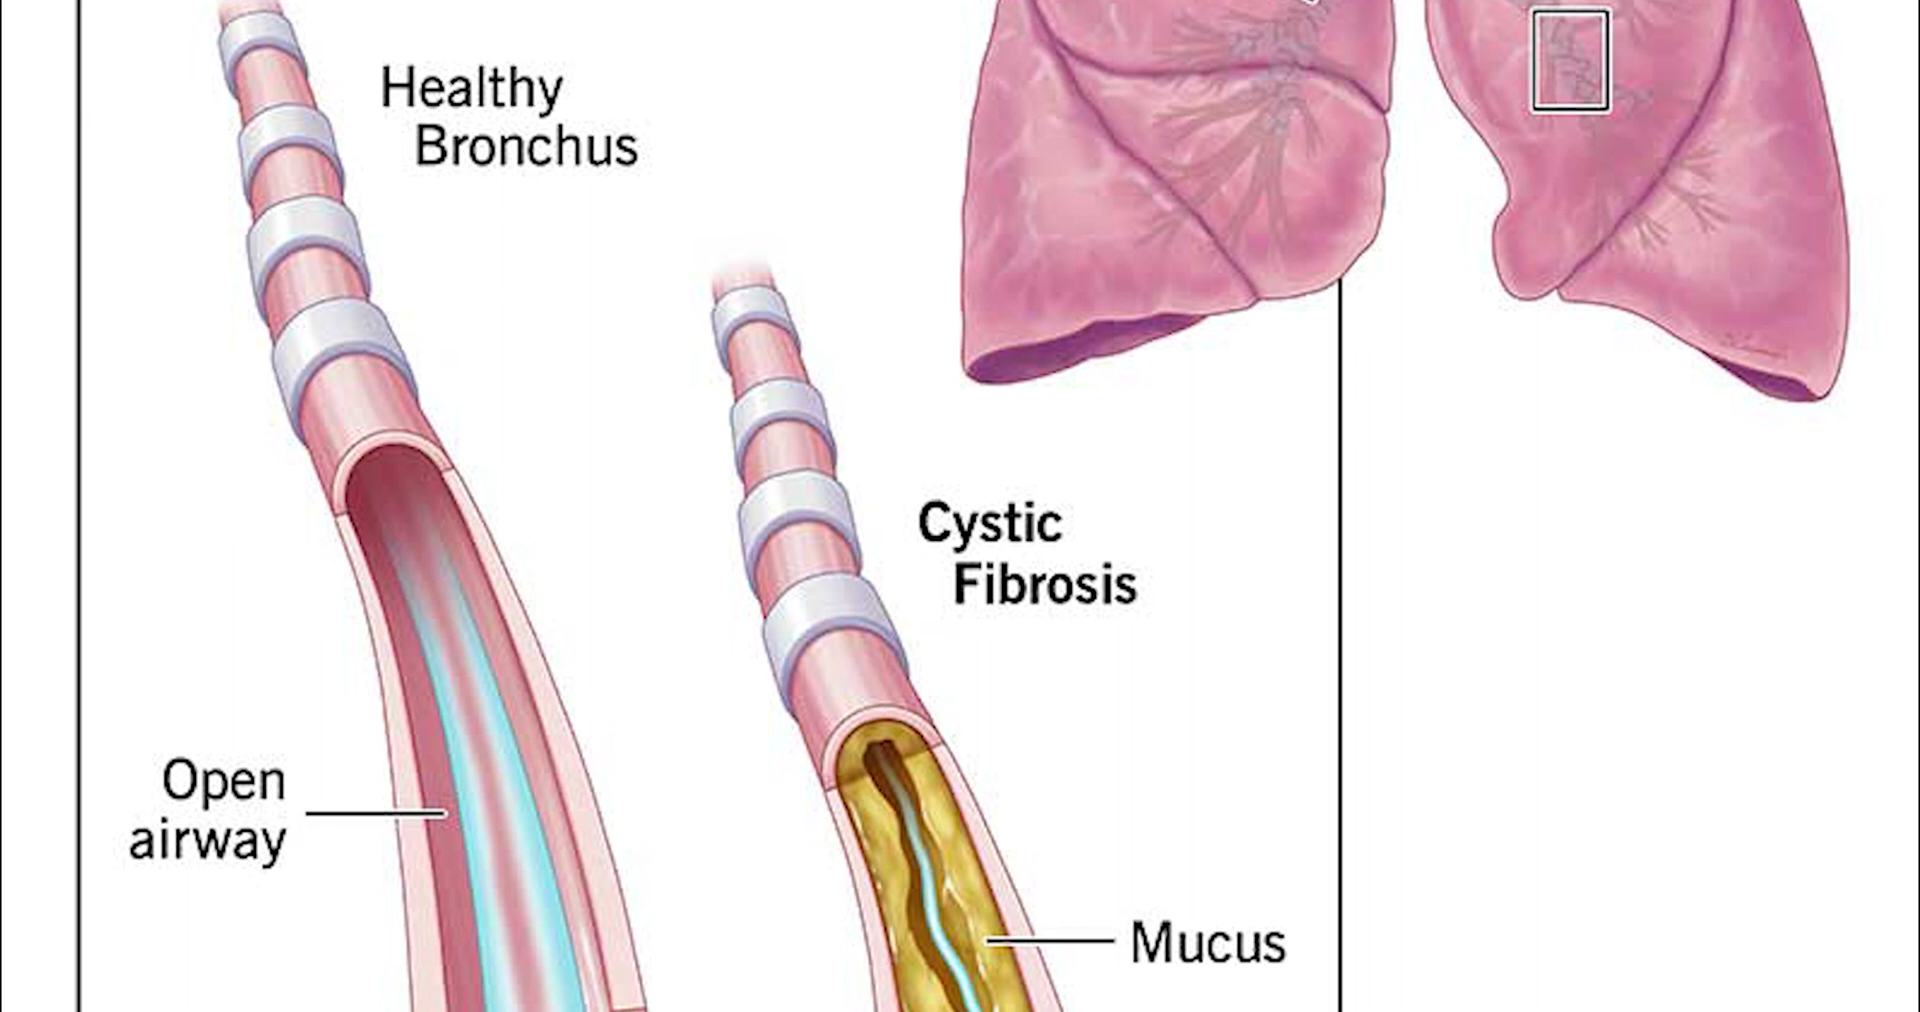 Healthy
Bronchus
Cystic
Fibrosis
Open
airway
Mucus